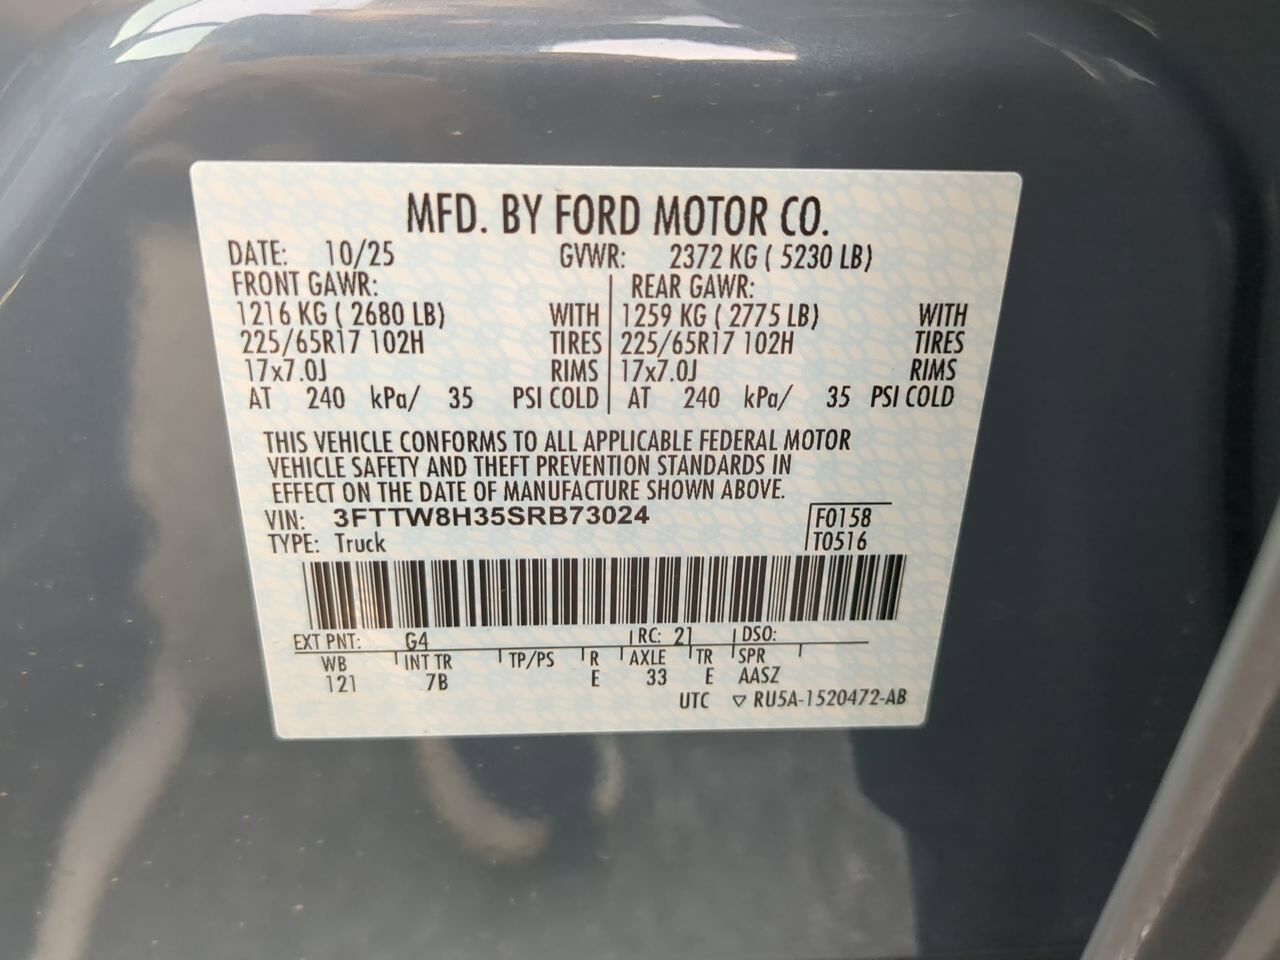 MFD. BY FORD MOTOR CO.
DATE: 10/25 GVWR: 2372 KG ( 5230 LB)
FRONT GAWR: REAR GAWR:
1216 KG ( 2680 LB) WITH 1259 KG ( 2775 LB) WITH
225/65R17 102H TIRES 225/65R17 102H TIRES
17x7.0J RIMS 17x7.0J RIMS
AT 240 kPa/ 35 PSI COLD AT 240 kPa/ 35 PSI COLD
THIS VEHICLE CONFORMS TO ALL APPLICABLE FEDERAL MOTOR
VEHICLE SAFETY AND THEFT PREVENTION STANDARDS IN
EFFECT ON THE DATE OF MANUFACTURE SHOWN ABOVE.
VIN: 3FTTW8H35SRB73024 F0158
TYPE: Truck T0516
EXT PNT: G4 RC: 21 DSO:
WB INT TR TP/PS R AXLE TR SPR
121 7B E 33 E AASZ
UTC ▽ RU5A-1520472-AB